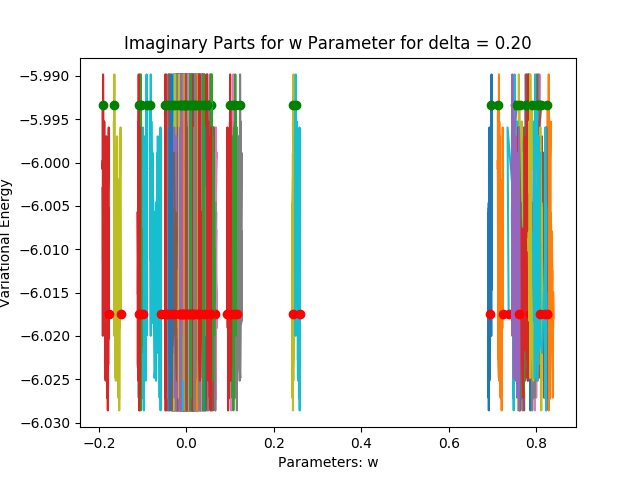 Imaginary Parts for w Parameter for delta = 0.20
Variational Energy
−5.990
−5.995
−6.000
−6.005
−6.010
−6.015
−6.020
−6.025
−6.030
−0.2 0.0 0.2 0.4 0.6 0.8
Parameters: w